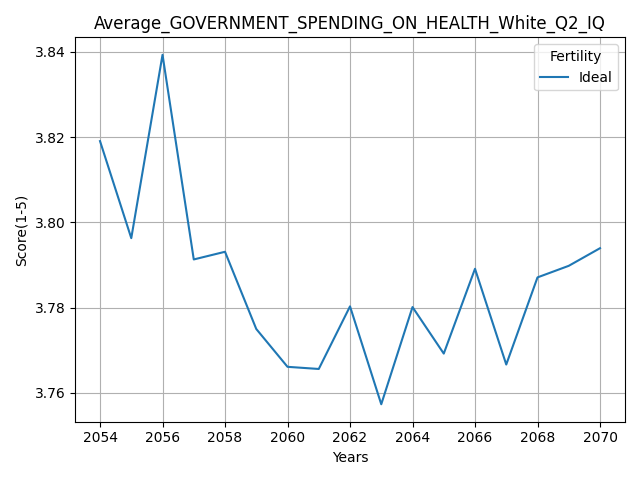 Average_GOVERNMENT_SPENDING_ON_HEALTH_White_Q2_IQ
Fertility
Ideal
3.84
3.82
3.80
3.78
3.76
Score(1-5)
2054 2056 2058 2060 2062 2064 2066 2068 2070
Years